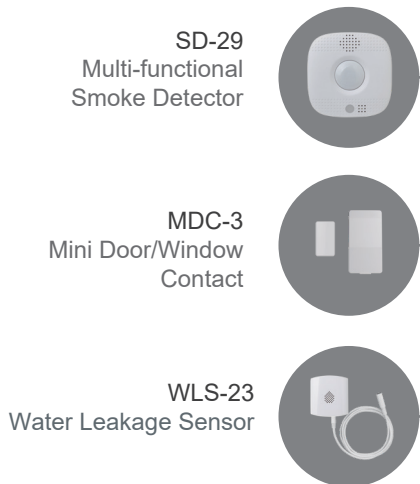 SD-29
Multi-functional
Smoke Detector
MDC-3
Mini Door/Window
Contact
WLS-23
Water Leakage Sensor